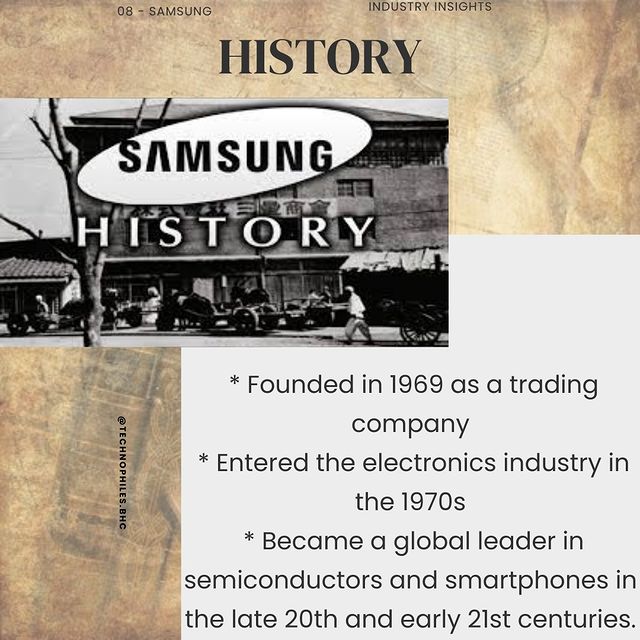 08 - SAMSUNG
INDUSTRY INSIGHTS
HISTORY
SAMSUNG
HISTORY
* Founded in 1969 as a trading
company
* Entered the electronics industry in
the 1970s
* Became a global leader in
semiconductors and smartphones in
the late 20th and early 21st centuries.
@TECHNOPHILES.BHC